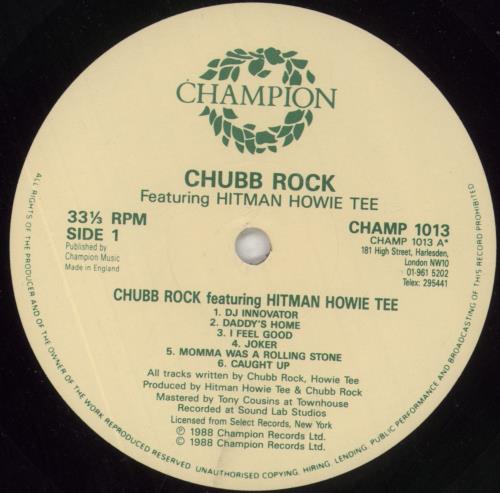 CHAMPION
CHUBB ROCK
Featuring HITMAN HOWIE TEE
33⅓ RPM
SIDE 1
Published by
Champion Music
Made in England
CHAMP 1013
CHAMP 1013 A*
181 High Street, Harlesden,
London NW10
01-961 5202
Telex: 295441
CHUBB ROCK featuring HITMAN HOWIE TEE
1. DJ INNOVATOR
2. DADDY'S HOME
3. I FEEL GOOD
4. JOKER
5. MOMMA WAS A ROLLING STONE
6. CAUGHT UP
All tracks written by Chubb Rock, Howie Tee
Produced by Hitman Howie Tee & Chubb Rock
Mastered by Tony Cousins at Townhouse
Recorded at Sound Lab Studios
Licensed from Select Records, New York
℗ 1988 Champion Records Ltd.
© 1988 Champion Records Ltd.
ALL RIGHTS OF THE PRODUCER AND OF THE OWNER OF THE WORK REPRODUCED RESERVED. UNAUTHORISED COPYING, HIRING, LENDING, PUBLIC PERFORMANCE AND BROADCASTING OF THIS RECORD PROHIBITED